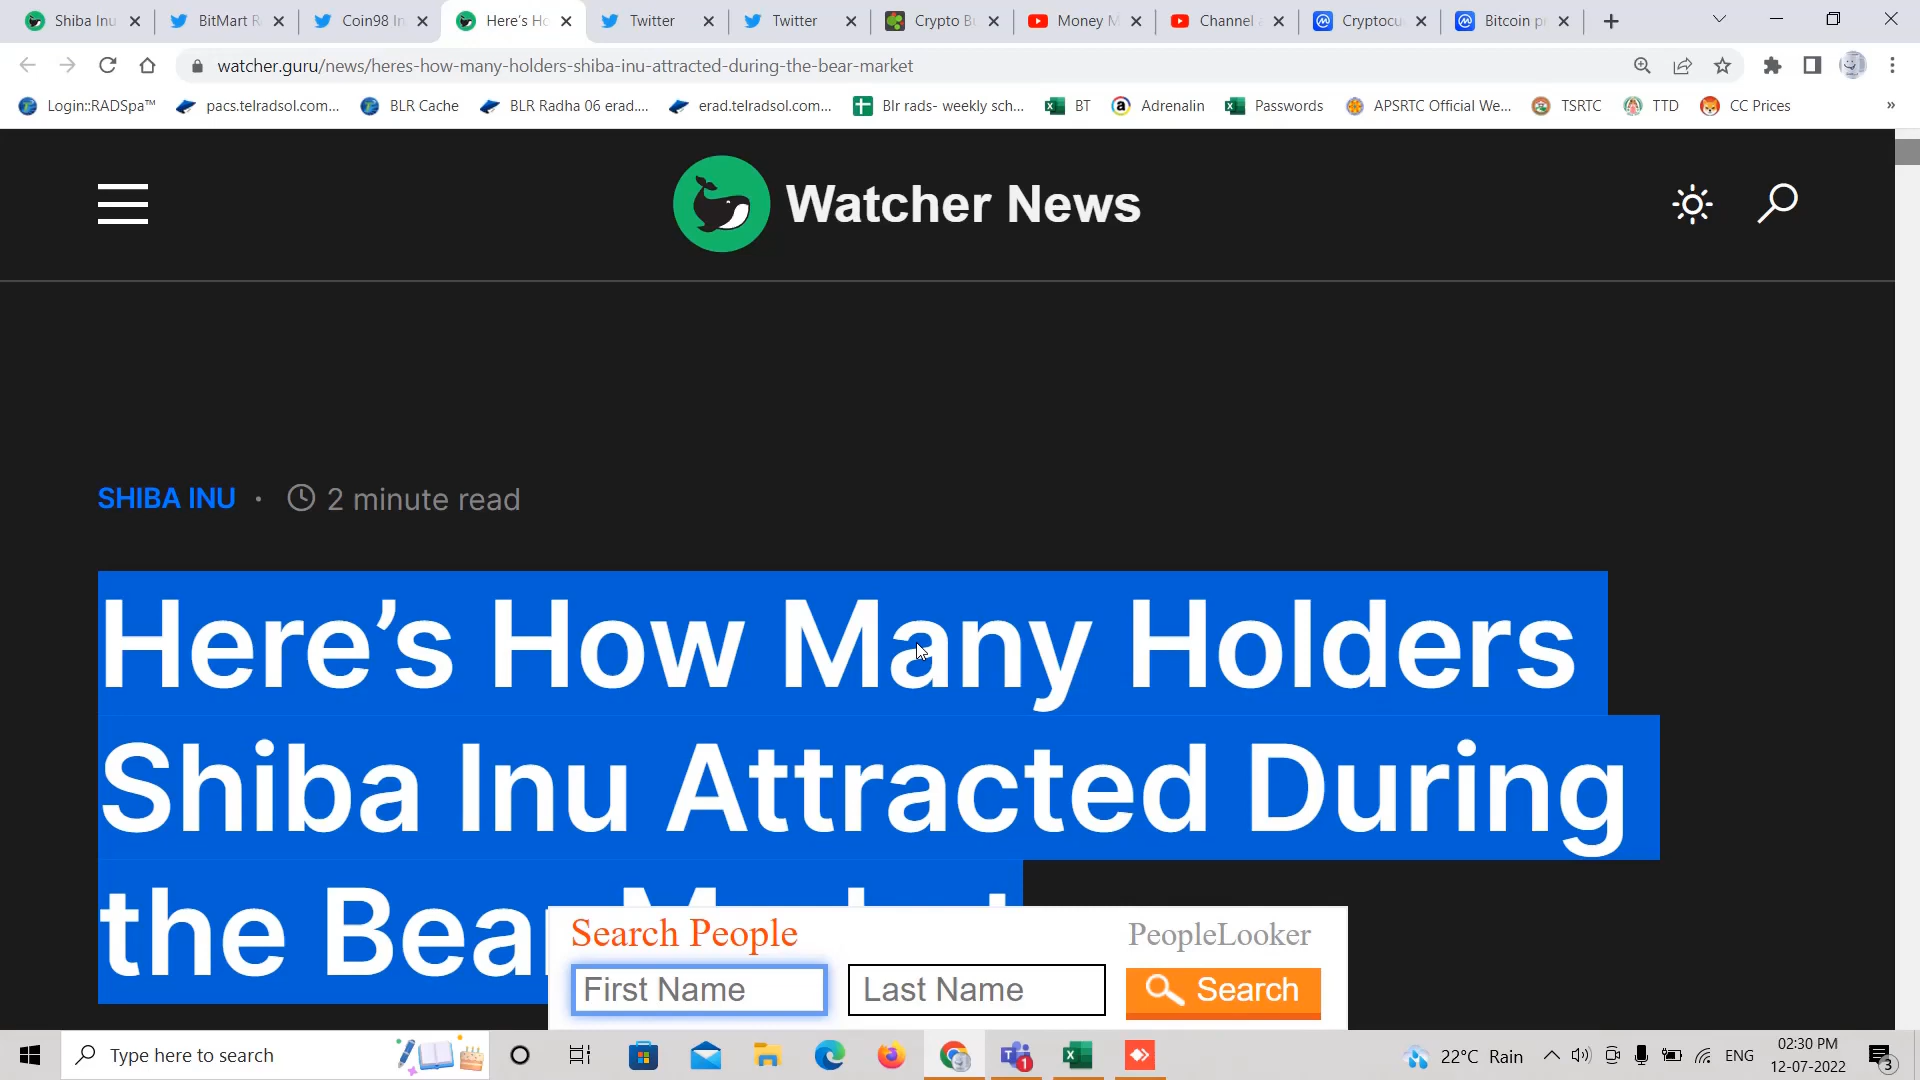 Shiba Inu
BitMart R
Coin98 In
Here's Ho
Twitter
Twitter
Crypto Bu
Money M
Channel
Cryptocu
Bitcoin p
watcher.guru/news/heres-how-many-holders-shiba-inu-attracted-during-the-bear-market
Login::RADSpa™
pacs.telradsol.com...
BLR Cache
BLR Radha 06 erad....
erad.telradsol.com...
Blr rads- weekly sch...
BT
Adrenalin
Passwords
APSRTC Official We...
TSRTC
TTD
CC Prices
»
Watcher News
SHIBA INU · 2 minute read
Here’s How Many Holders
Shiba Inu Attracted During
the Bear
Search People
PeopleLooker
First Name
Last Name
Search
Type here to search
1
22°C Rain
ENG
02:30 PM
12-07-2022
3